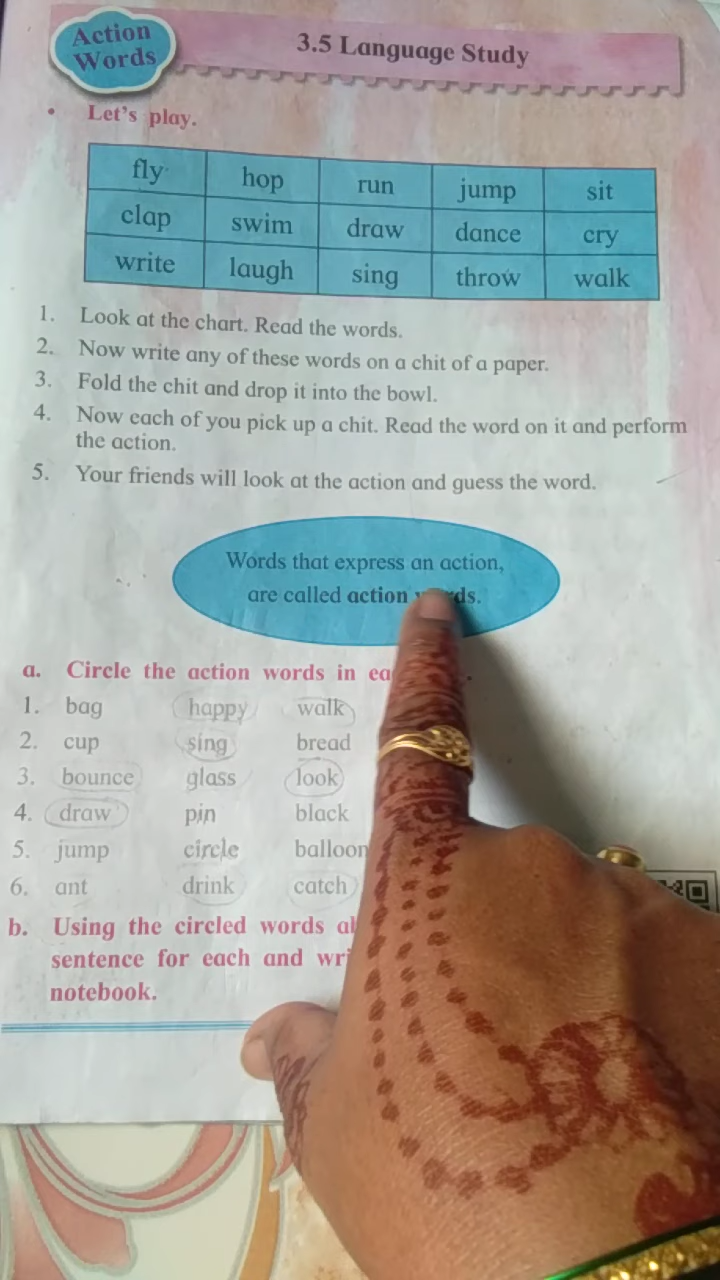 Action
Words
3.5 Language Study
• Let's play.
fly hop run jump sit
clap swim draw dance cry
write laugh sing throw walk
1. Look at the chart. Read the words.
2. Now write any of these words on a chit of a paper.
3. Fold the chit and drop it into the bowl.
4. Now each of you pick up a chit. Read the word on it and perform
the action.
5. Your friends will look at the action and guess the word.
Words that express an action,
are called action
a. Circle the action words in
1. bag happy walk
2. cup sing bread
3. bounce glass look
4. draw pin black
5. jump circle balloon
6. ant drink catch
b. Using the circled words
sentence for each and
notebook.